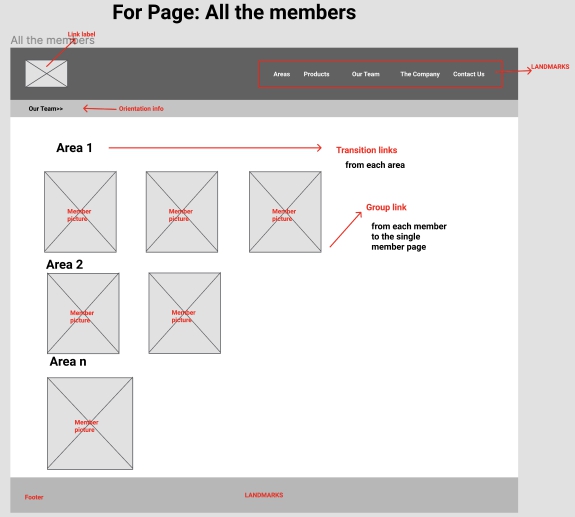 For Page: All the members
Link label
All the members
Areas Products Our Team The Company Contact Us
LANDMARKS
Our Team>>
Orientation info
Area 1
Transition links
from each area
Member
picture
Member
picture
Member
picture
Group link
from each member
to the single
member page
Area 2
Member
picture
Member
picture
Area n
Member
picture
Footer
LANDMARKS